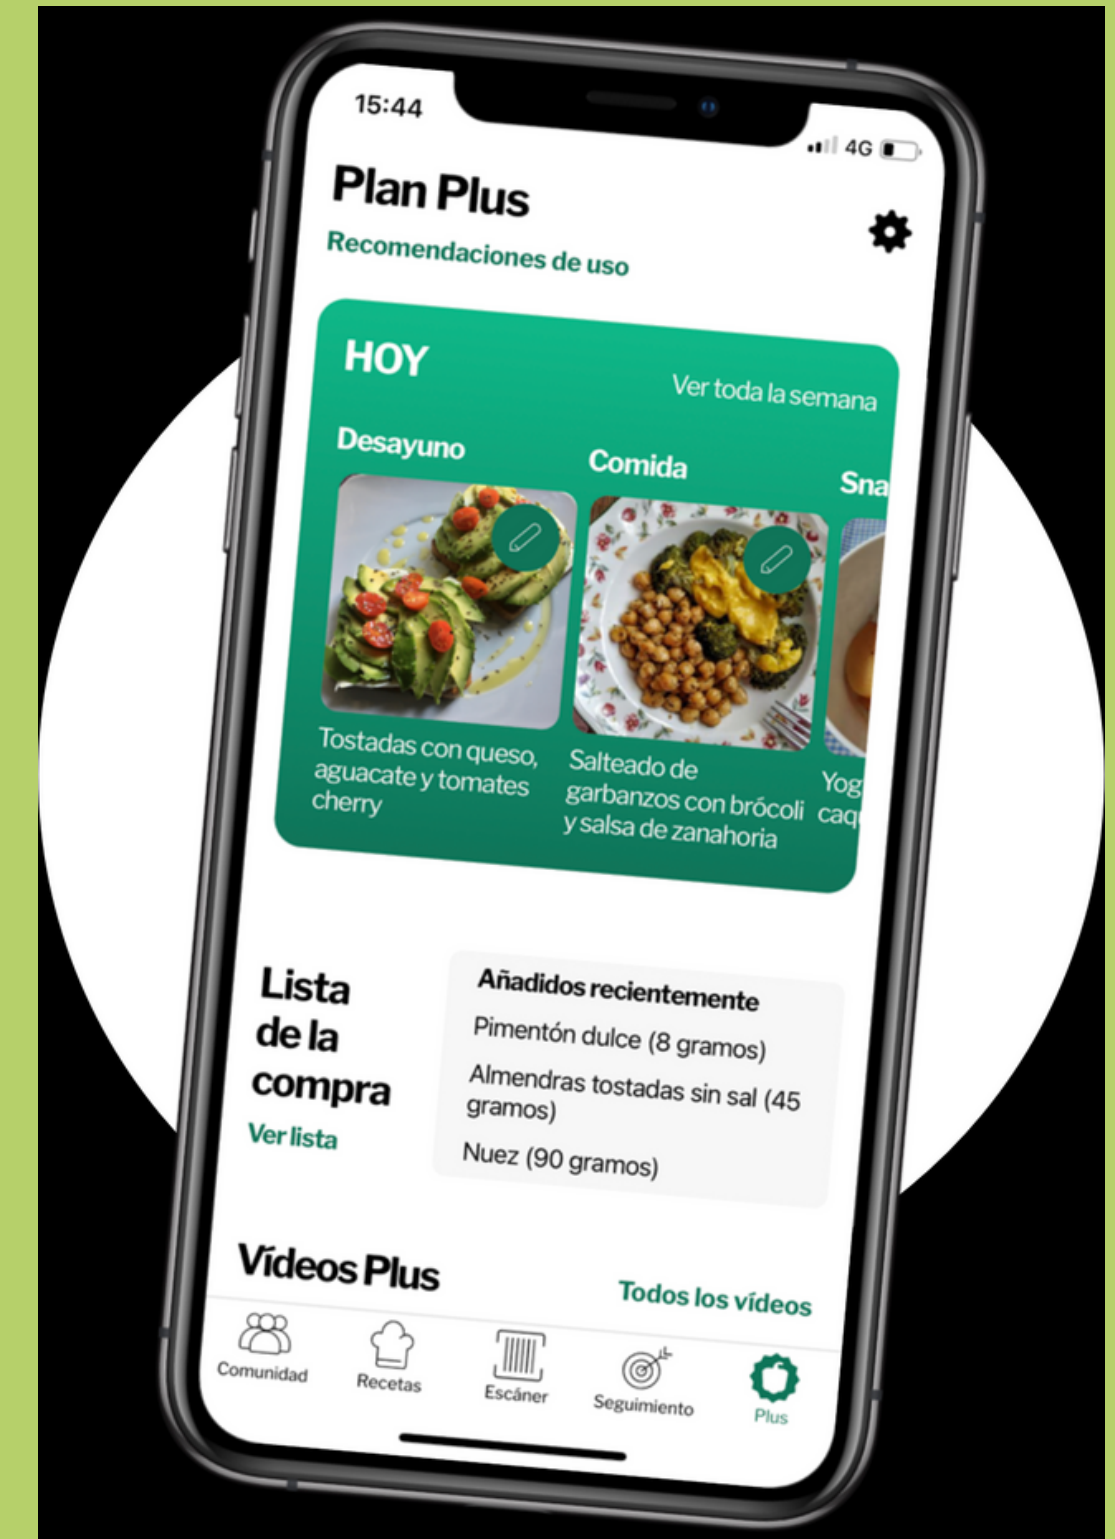 15:44
4G
Plan Plus
Recomendaciones de uso
HOY
Ver toda la semana
Desayuno
Comida
Sna
Tostadas con queso,
aguacate y tomates
cherry
Salteado de
garbanzos con brócoli
y salsa de zanahoria
Yog
caq
Lista
de la
compra
Ver lista
Añadidos recientemente
Pimentón dulce (8 gramos)
Almendras tostadas sin sal (45
gramos)
Nuez (90 gramos)
Vídeos Plus
Todos los vídeos
Comunidad
Recetas
Escáner
Seguimiento
Plus